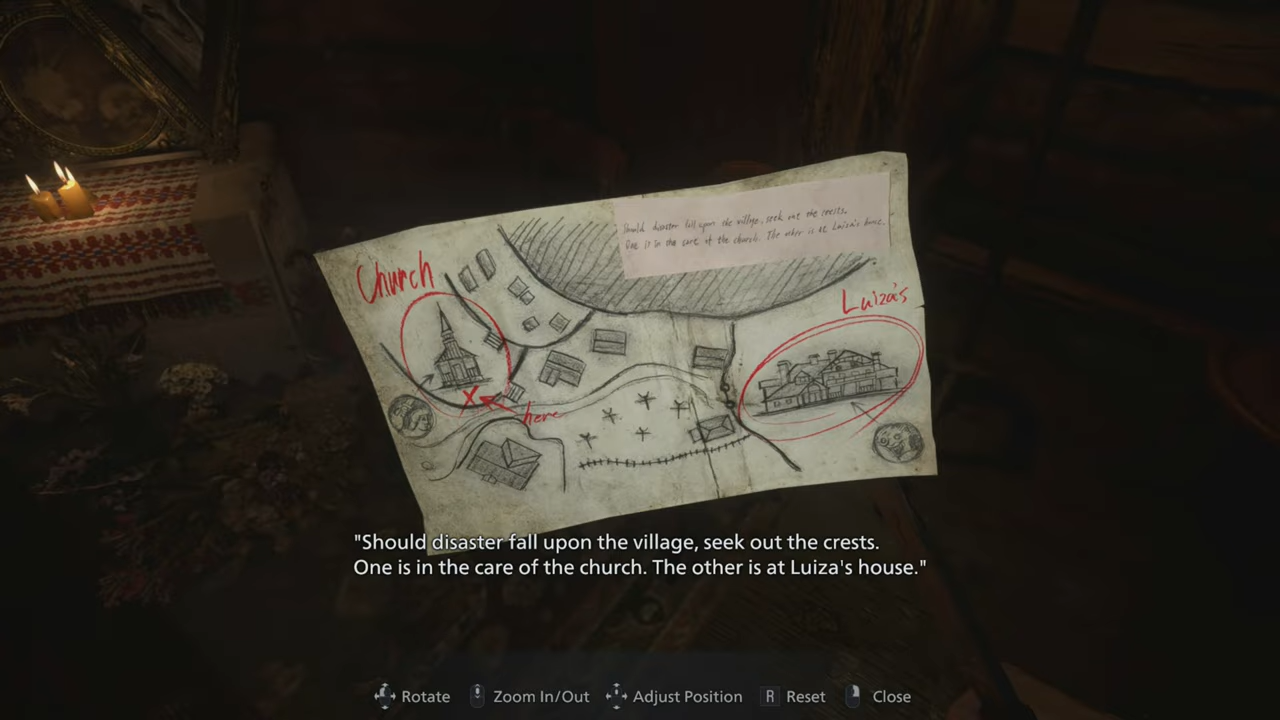 Should disaster fall upon the village, seek out the crests.
One is in the care of the church. The other is at Luiza's house.
Church
Luiza's
here
"Should disaster fall upon the village, seek out the crests.
One is in the care of the church. The other is at Luiza's house."
Rotate Zoom In/Out Adjust Position R Reset Close